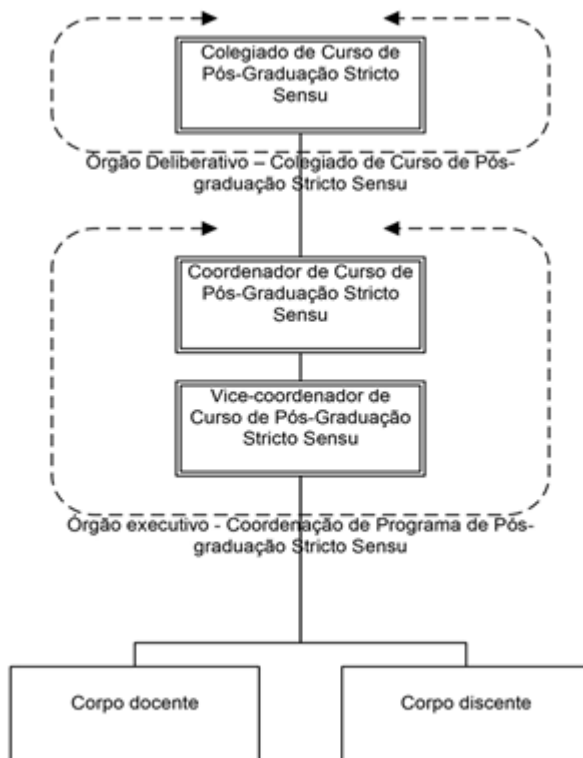 Colegiado de Curso de
Pós-Graduação Stricto
Sensu
Órgão Deliberativo – Colegiado de Curso de Pós-
graduação Stricto Sensu
Coordenador de Curso de
Pós-Graduação Stricto
Sensu
Vice-coordenador de
Curso de Pós-Graduação
Stricto Sensu
Órgão executivo - Coordenação de Programa de Pós-
graduação Stricto Sensu
Corpo docente
Corpo discente